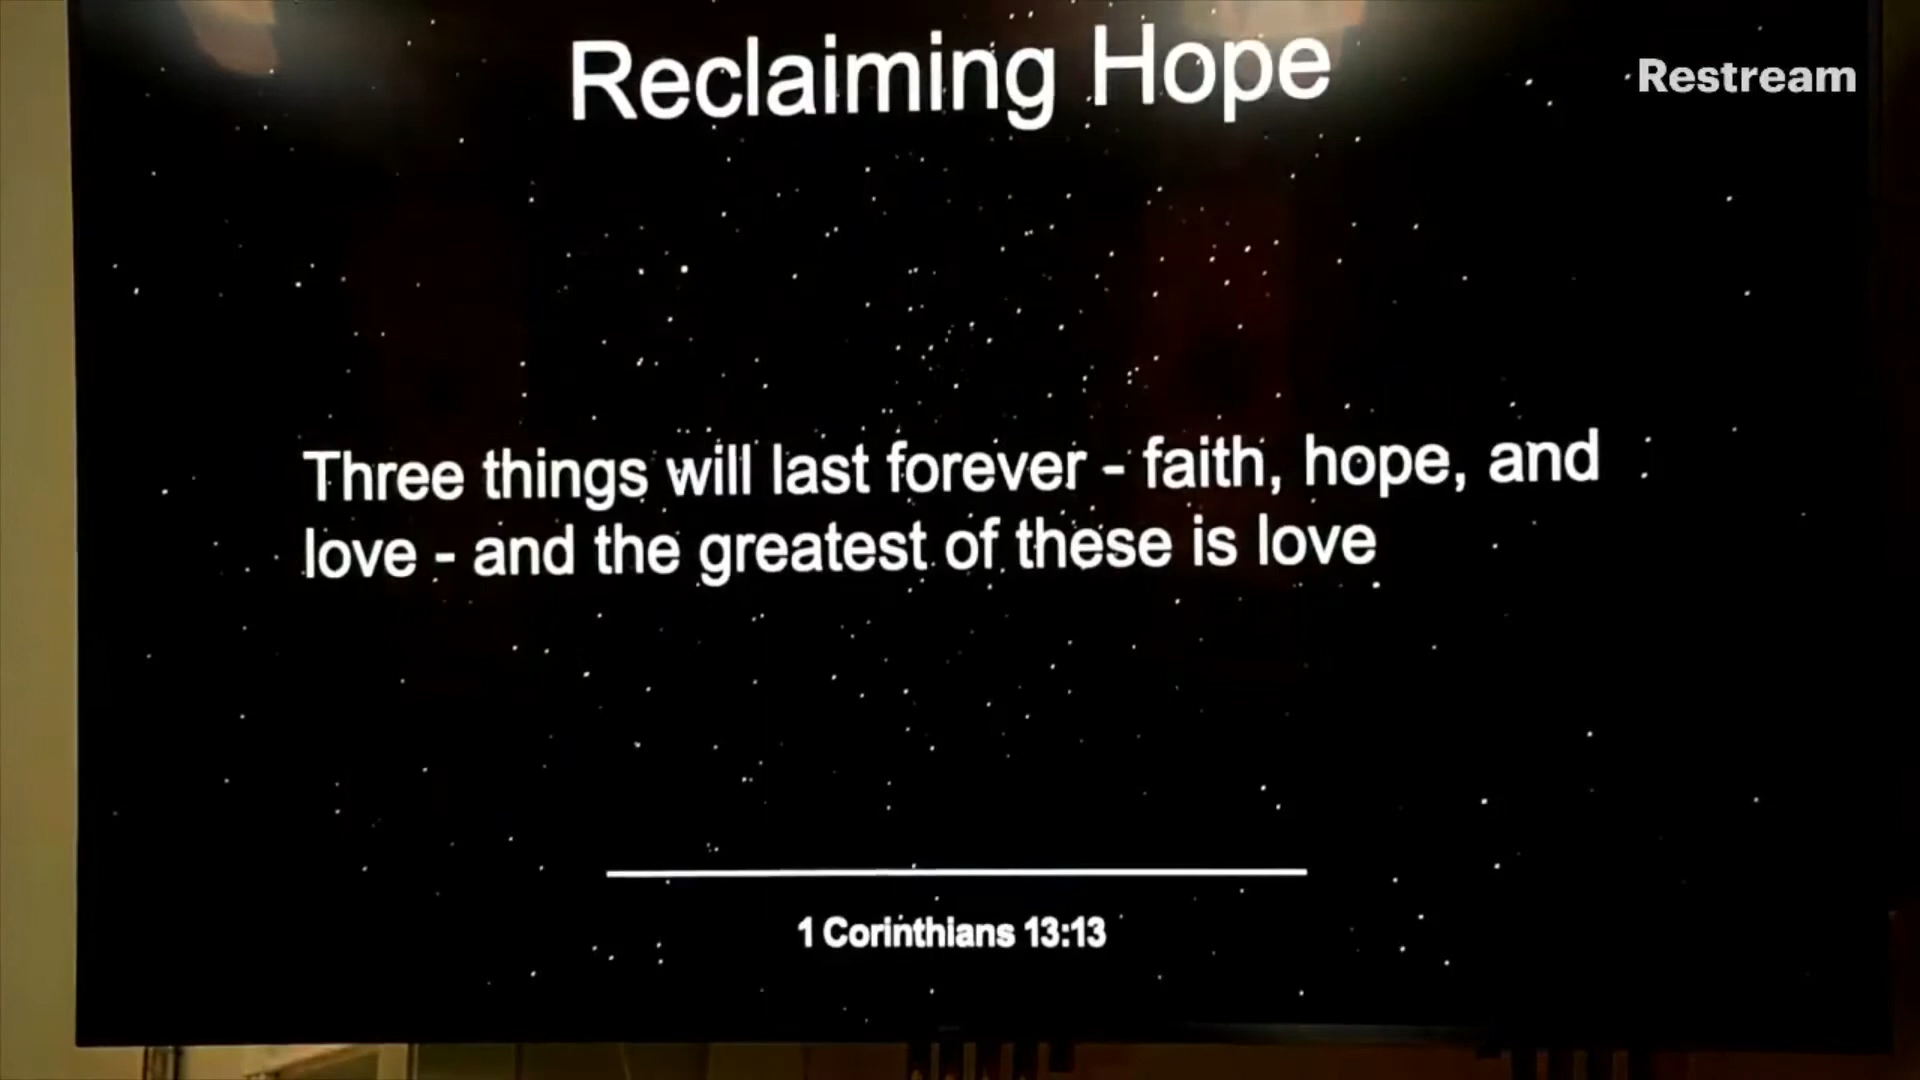 Reclaiming Hope
Restream
Three things will last forever - faith, hope, and
love - and the greatest of these is love
1 Corinthians 13:13